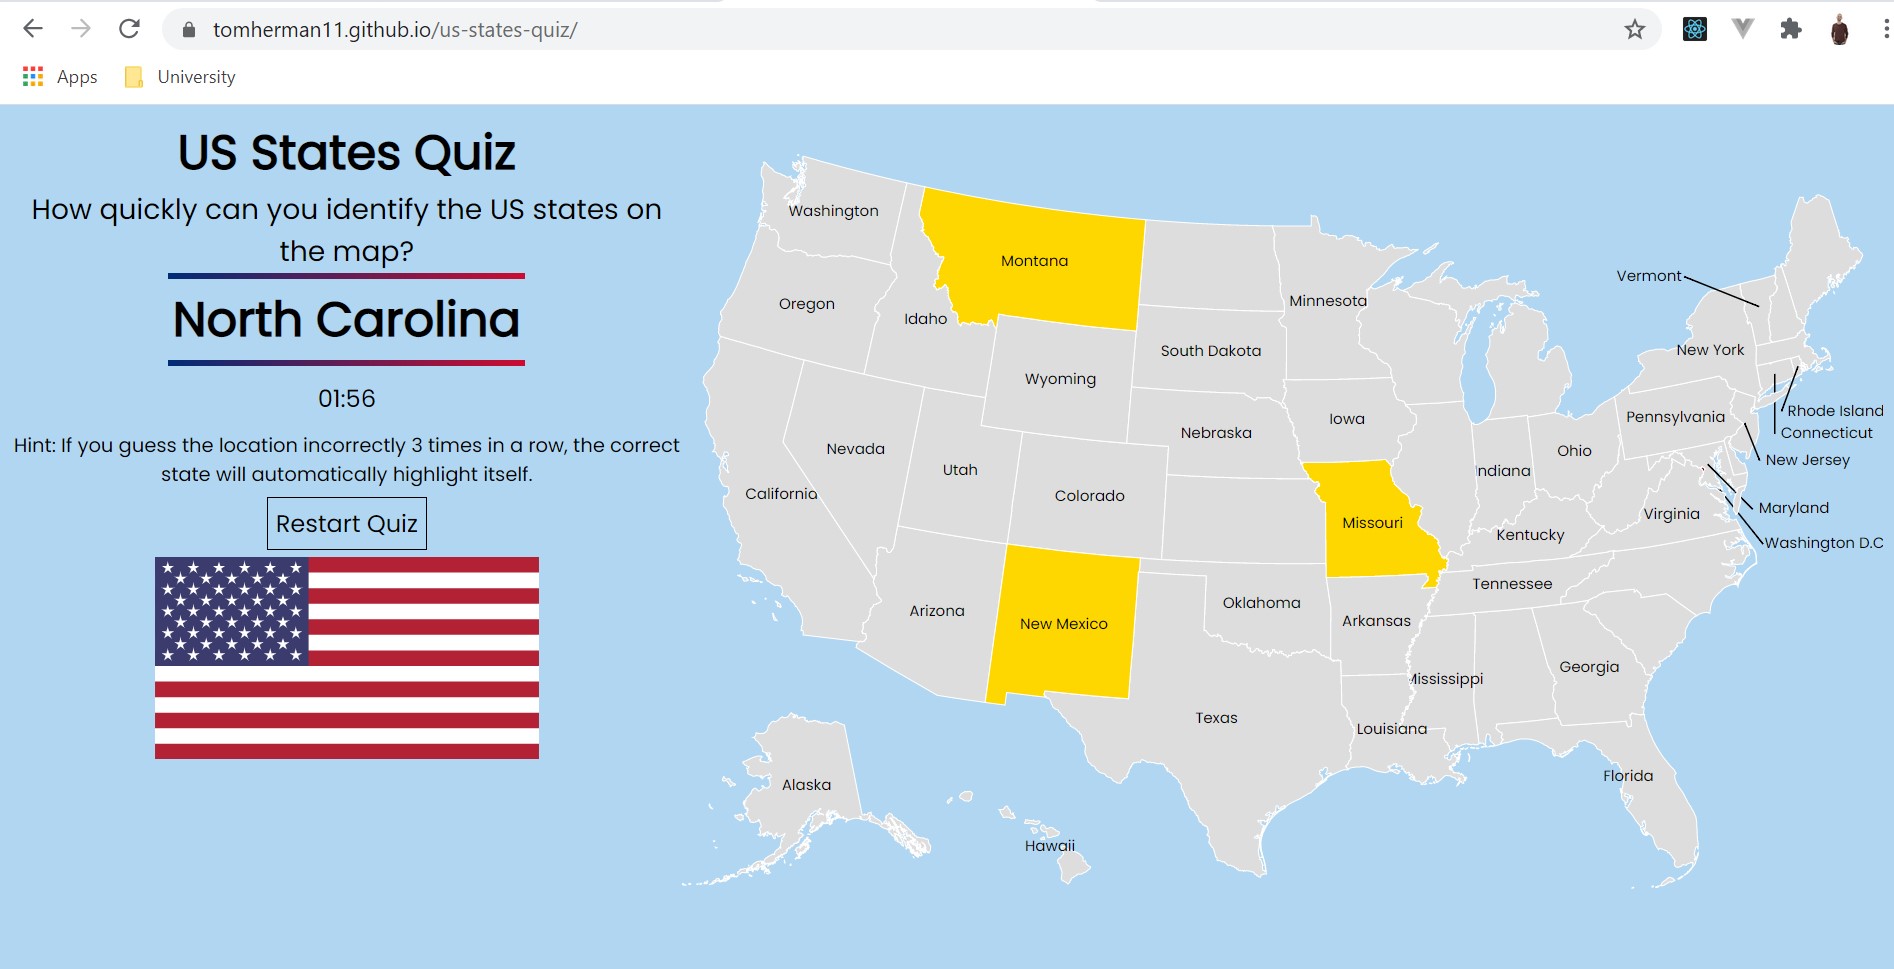 tomherman11.github.io/us-states-quiz/
Apps
University
US States Quiz
How quickly can you identify the US states on
the map?
North Carolina
01:56
Hint: If you guess the location incorrectly 3 times in a row, the correct
state will automatically highlight itself.
Restart Quiz
Washington
Montana
Oregon
Idaho
Minnesota
Vermont
South Dakota
New York
Wyoming
Nebraska
Iowa
Pennsylvania
Rhode Island
Connecticut
Nevada
Utah
Colorado
Indiana
Ohio
New Jersey
California
Missouri
Kentucky
Virginia
Maryland
Washington D.C
Arizona
New Mexico
Oklahoma
Arkansas
Tennessee
Mississippi
Georgia
Texas
Louisiana
Florida
Alaska
Hawaii